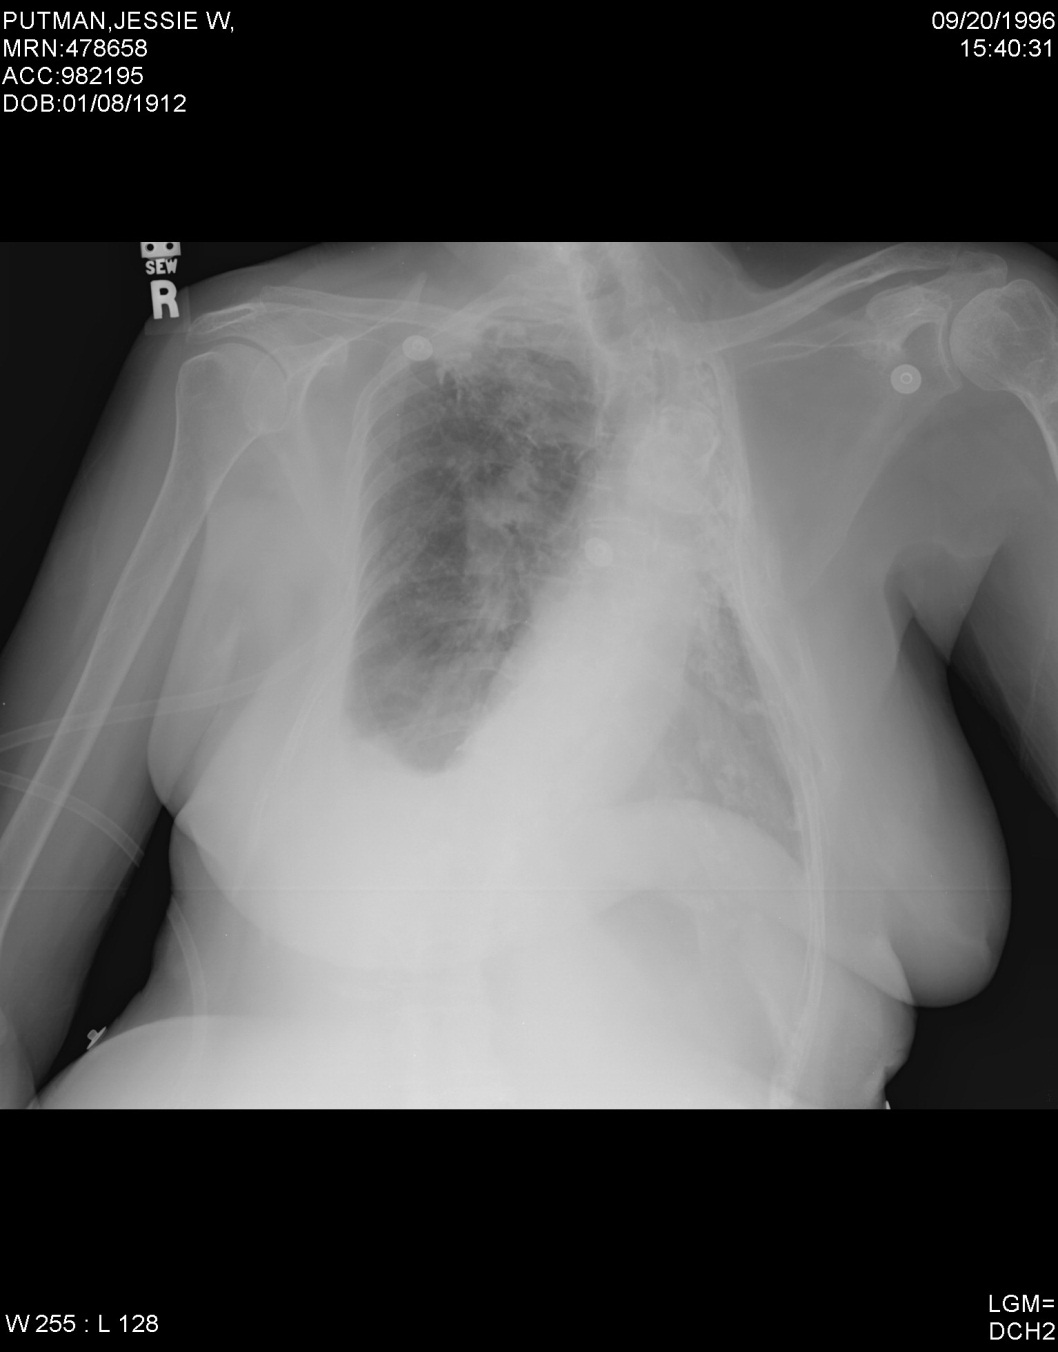 PUTMAN,JESSIE W,
MRN:478658
ACC:982195
DOB:01/08/1912
09/20/1996
15:40:31
SEW
R
W 255 : L 128
LGM=
DCH2